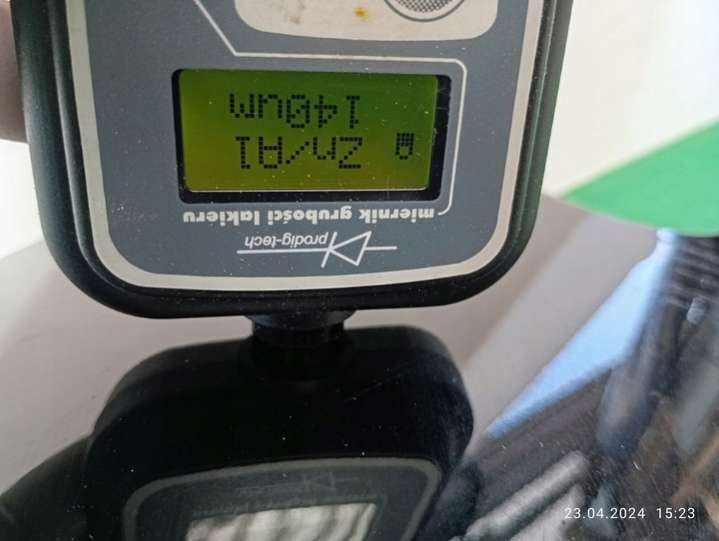 prodig-tech
miernik grubości lakieru
Zn/Al
140um
23.04.2024 15:23